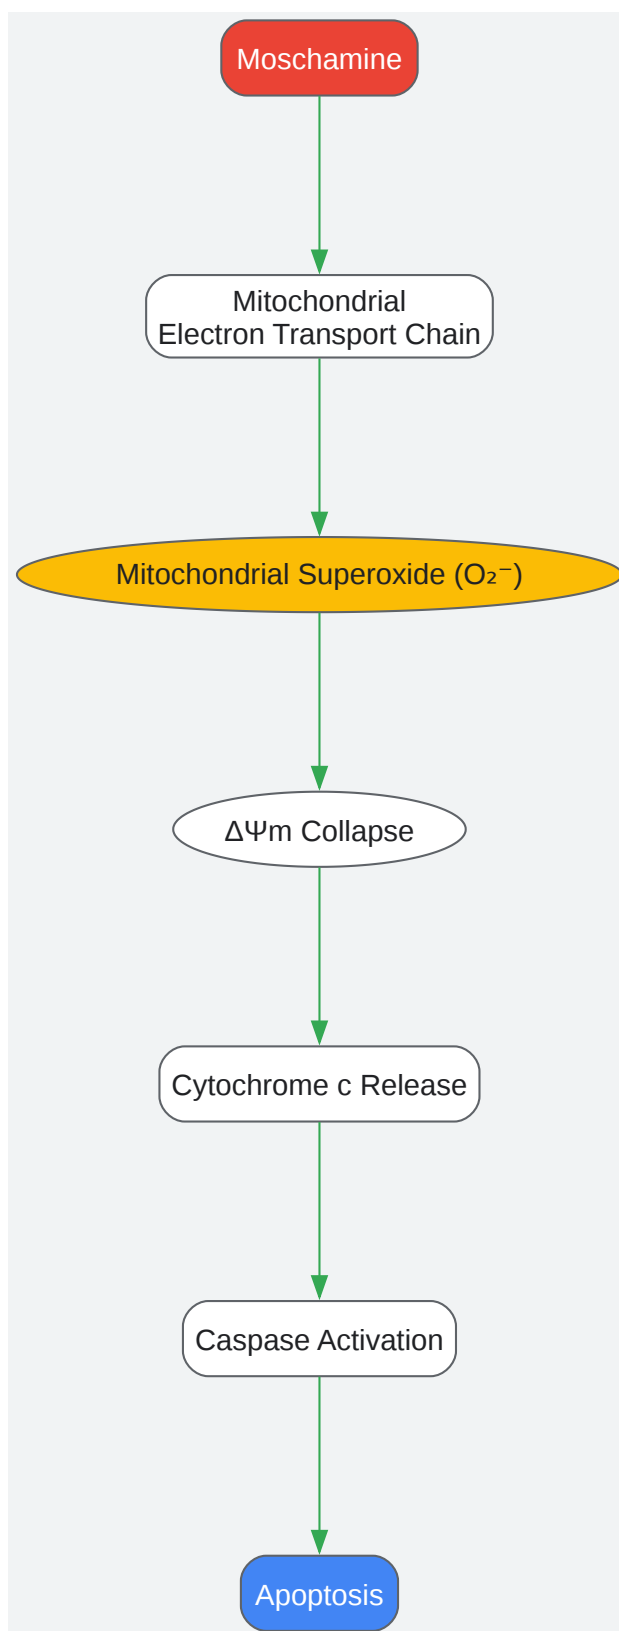 Moschamine
Mitochondrial
Electron Transport Chain
Mitochondrial Superoxide (O₂⁻)
ΔΨm Collapse
Cytochrome c Release
Caspase Activation
Apoptosis